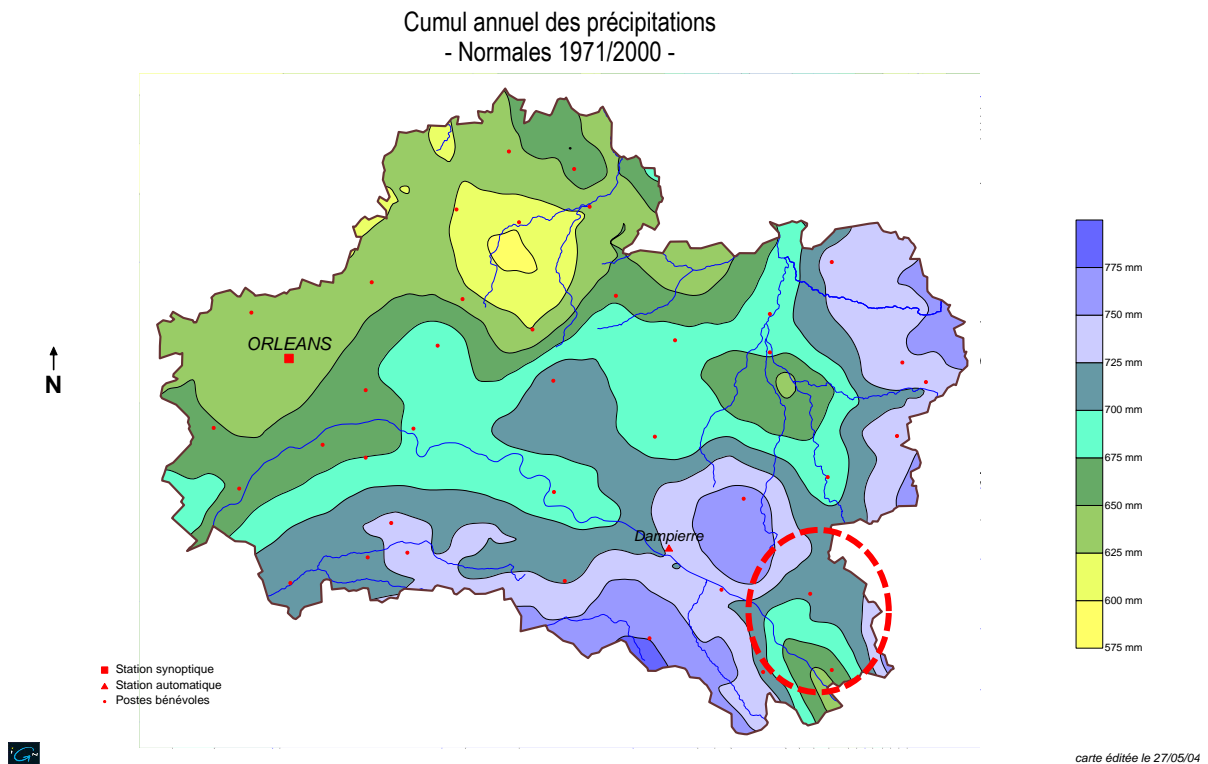 Cumul annuel des précipitations
- Normales 1971/2000 -
ORLEANS
N
Dampierre
775 mm
750 mm
725 mm
700 mm
675 mm
650 mm
625 mm
600 mm
575 mm
Station synoptique
Station automatique
Postes bénévoles
carte éditée le 27/05/04